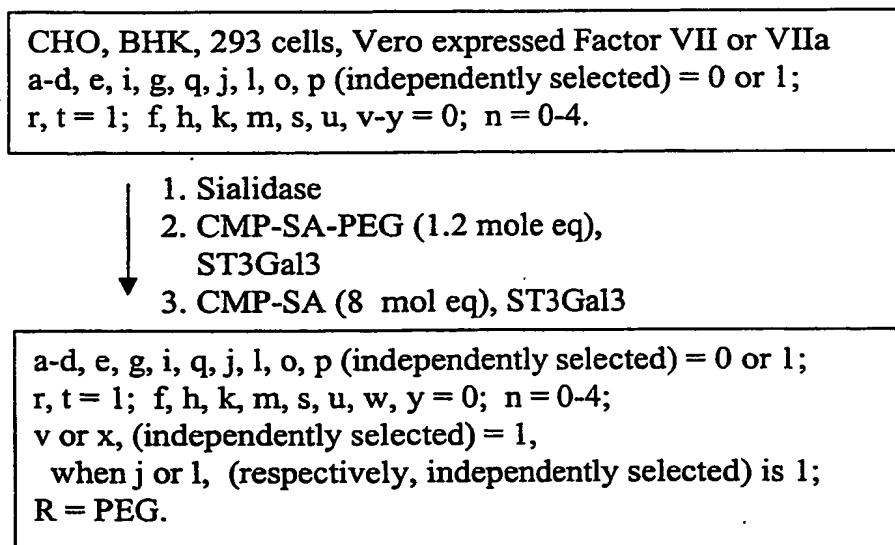 CHO, BHK, 293 cells, Vero expressed Factor VII or VIIa
a-d, e, i, g, q, j, l, o, p (independently selected) = 0 or 1;
r, t = 1; f, h, k, m, s, u, v-y = 0; n = 0-4.
1. Sialidase
2. CMP-SA-PEG (1.2 mole eq),
ST3Gal3
3. CMP-SA (8 mol eq), ST3Gal3
a-d, e, g, i, q, j, l, o, p (independently selected) = 0 or 1;
r, t = 1; f, h, k, m, s, u, w, y = 0; n = 0-4;
v or x, (independently selected) = 1,
when j or l, (respectively, independently selected) is 1;
R = PEG.